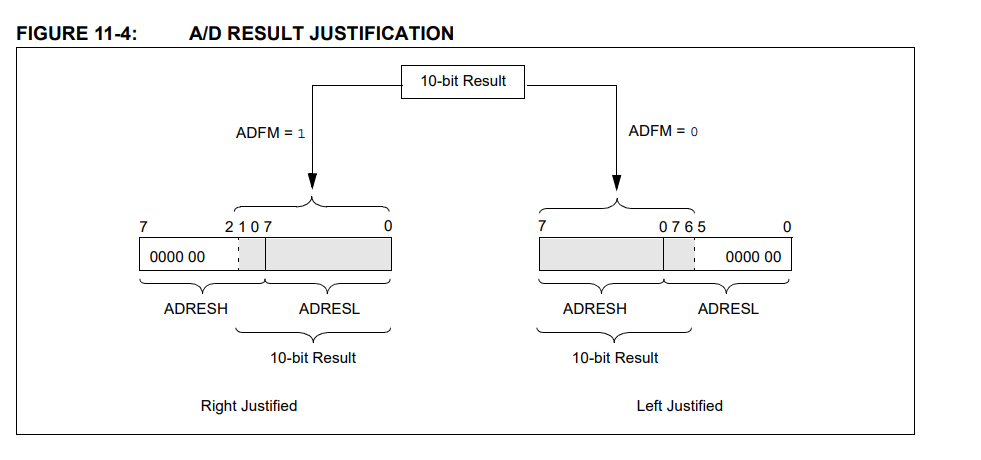 FIGURE 11-4: A/D RESULT JUSTIFICATION
10-bit Result
ADFM = 1
ADFM = 0
7 2 1 0 7 0
7 0 7 6 5 0
0000 00
0000 00
ADRESH ADRESL
ADRESH ADRESL
10-bit Result
10-bit Result
Right Justified
Left Justified